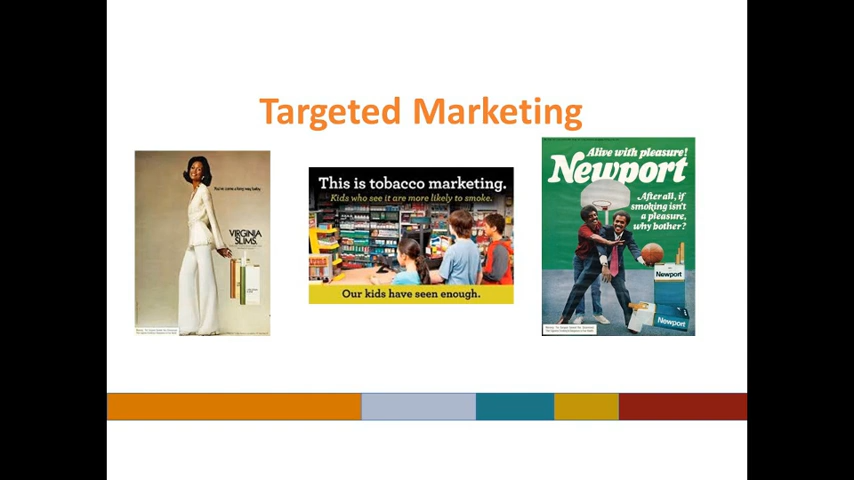 Targeted Marketing
You've come a long way, baby.
VIRGINIA
SLIMS.
This is tobacco marketing.
Kids who see it are more likely to smoke.
Our kids have seen enough.
Alive with pleasure!
Newport
After all, if
smoking isn't
a pleasure,
why bother?
Newport
Newport